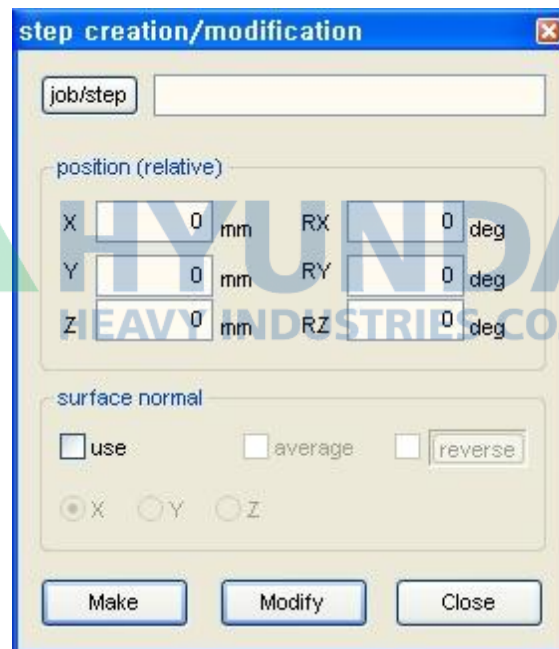 step creation/modification
job/step
position (relative)
X 0 mm RX 0 deg
Y 0 mm RY 0 deg
Z 0 mm RZ 0 deg
HYUNDA
HEAVY INDUSTRIES CO
surface normal
use average reverse
X Y Z
Make Modify Close